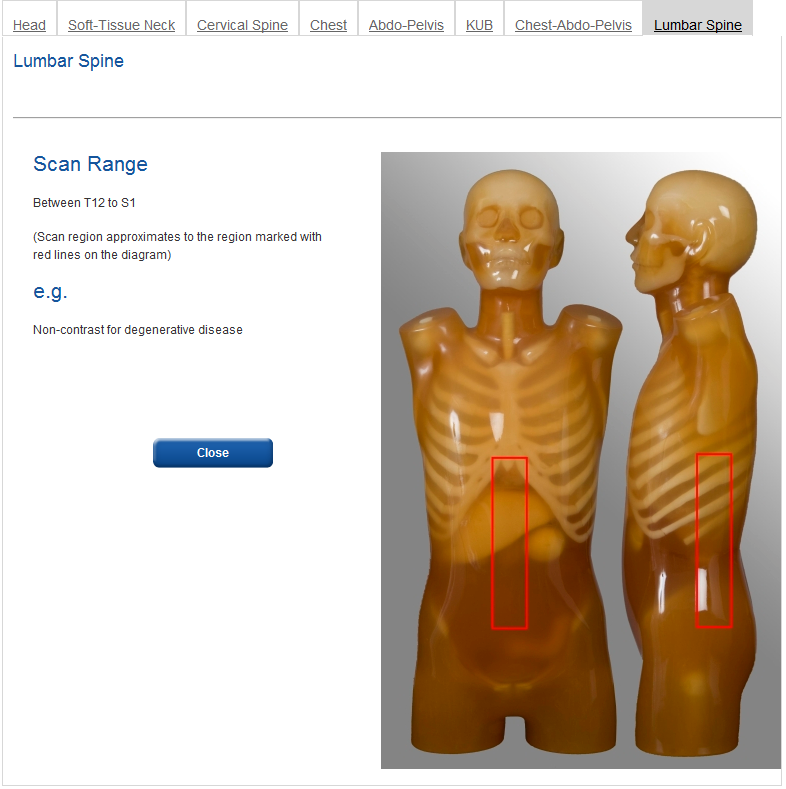 Head Soft-Tissue Neck Cervical Spine Chest Abdo-Pelvis KUB Chest-Abdo-Pelvis Lumbar Spine
Lumbar Spine
Scan Range
Between T12 to S1
(Scan region approximates to the region marked with
red lines on the diagram)
e.g.
Non-contrast for degenerative disease
Close